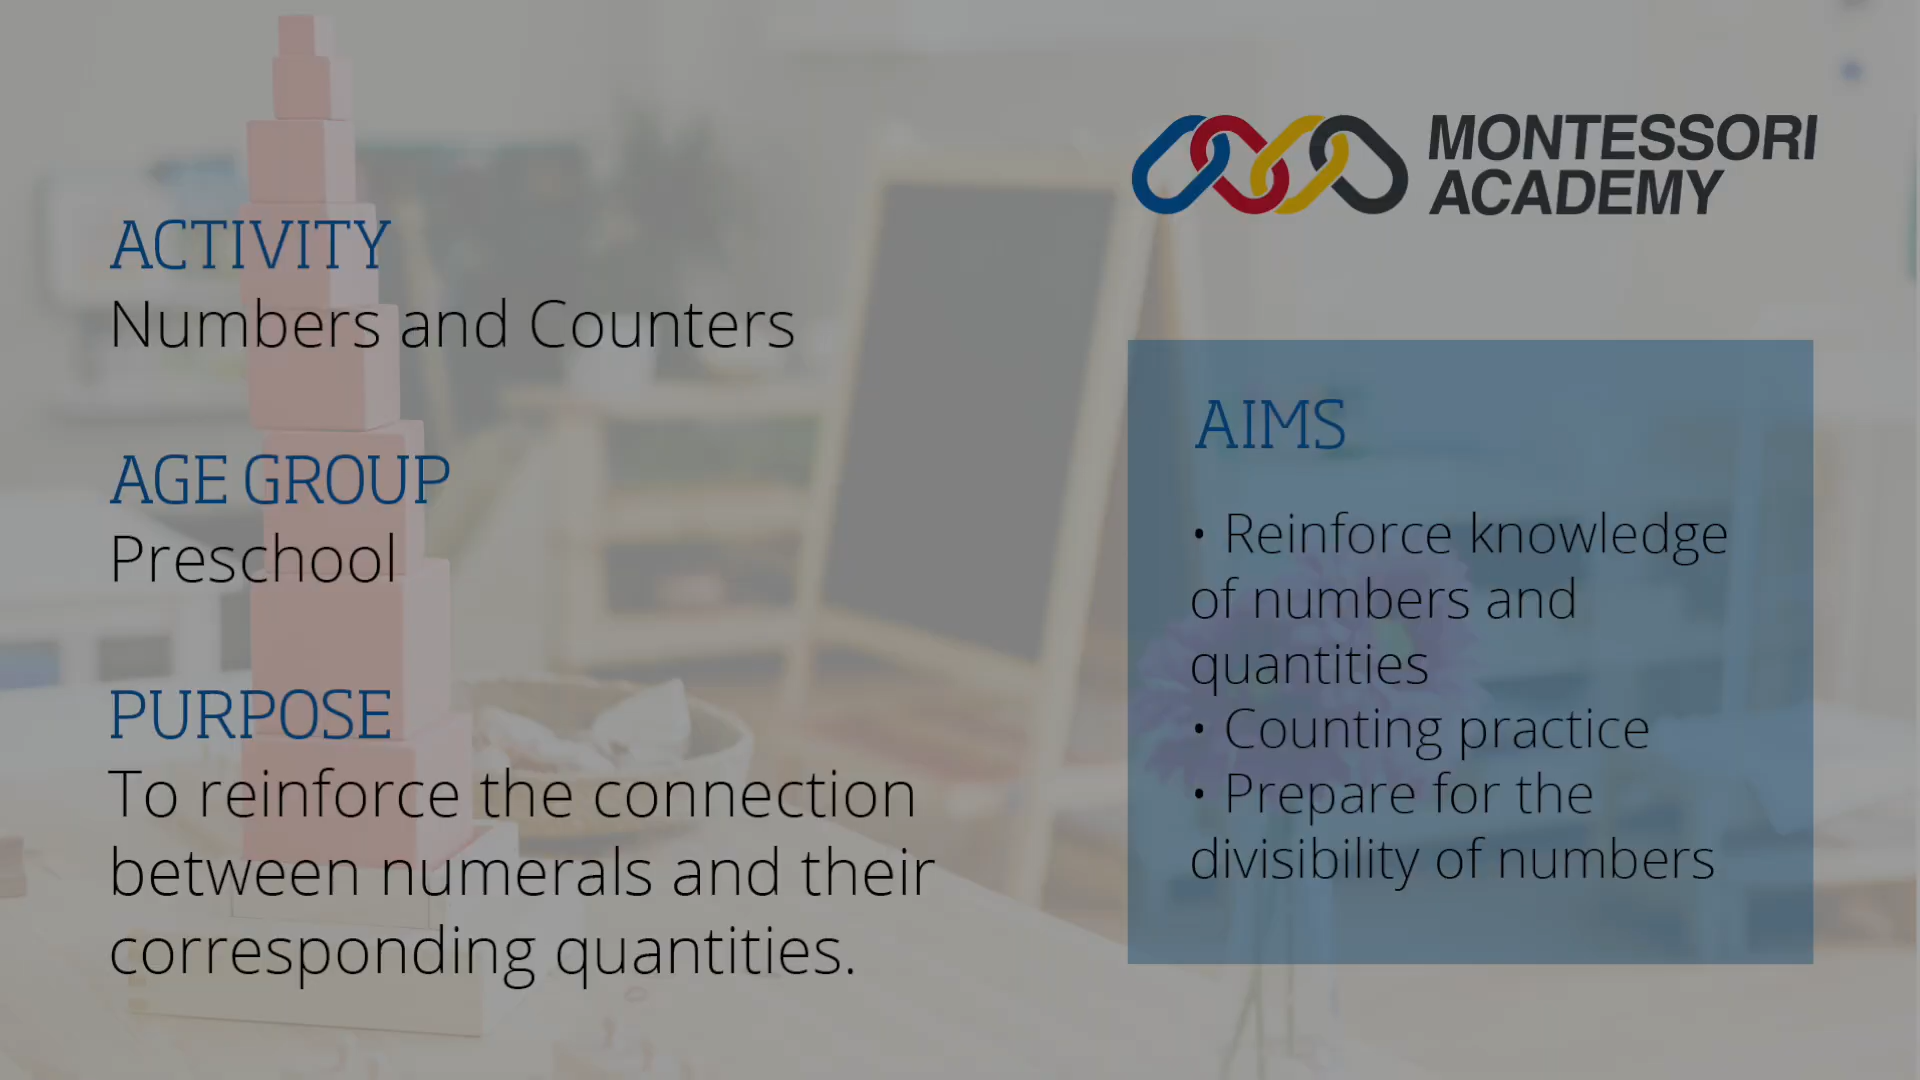 MONTESSORI
ACADEMY
ACTIVITY
Numbers and Counters
AGE GROUP
Preschool
PURPOSE
To reinforce the connection
between numerals and their
corresponding quantities.
AIMS
• Reinforce knowledge
of numbers and
quantities
• Counting practice
• Prepare for the
divisibility of numbers